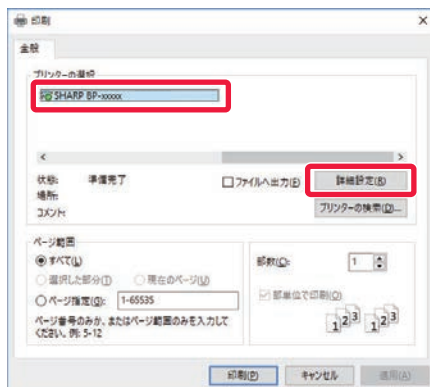 印刷
全般
プリンターの選択
SHARP BP-xxxxx
状態: 準備完了
場所:
コメント:
ファイルへ出力(F)
詳細設定(R)
プリンターの検索(D)...
ページ範囲
すべて(L)
選択した部分(T) 現在のページ(U)
ページ指定(G): 1-65535
ページ番号のみか、またはページ範囲のみを入力してください。例: 5-12
部数(C): 1
部単位で印刷(O)
1 2 3 1 2 3
印刷(P) キャンセル 適用(A)